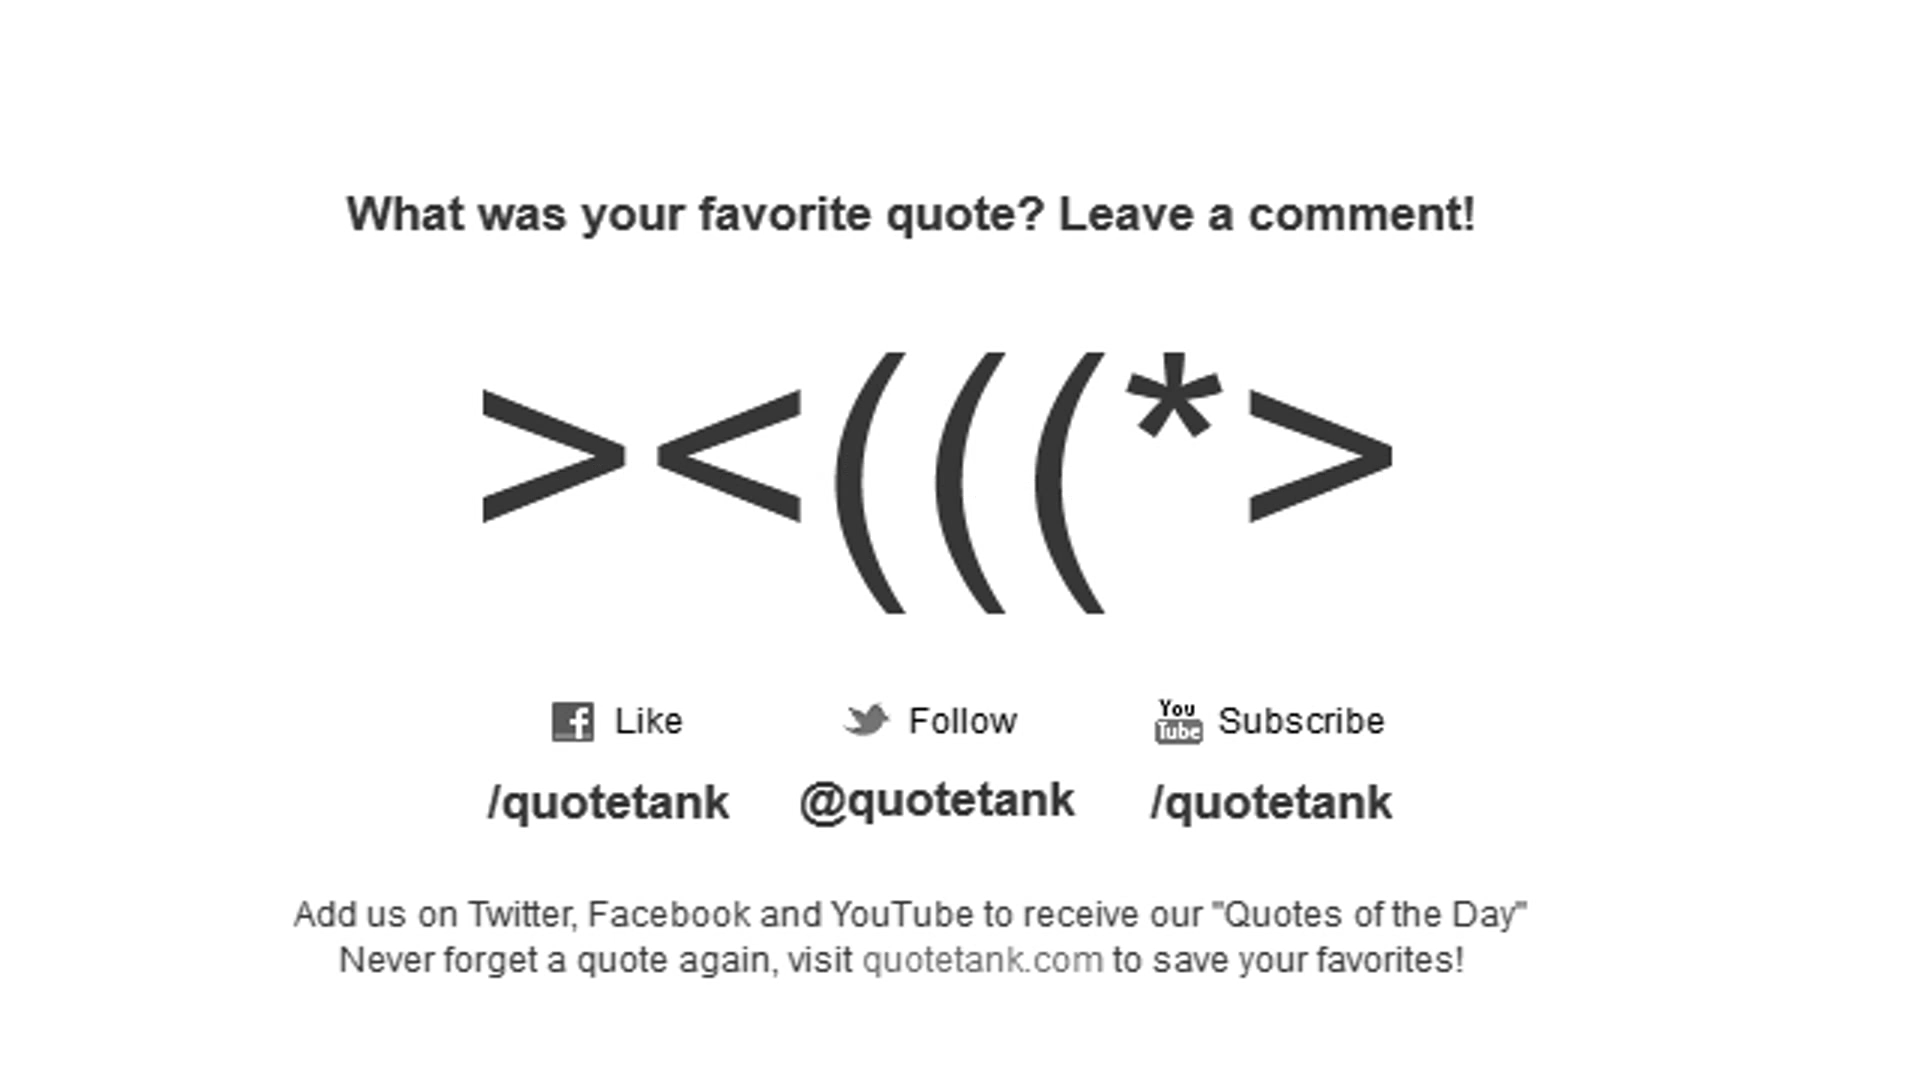 What was your favorite quote? Leave a comment!
><(((*>
f Like Follow You Tube Subscribe
/quotetank @quotetank /quotetank
Add us on Twitter, Facebook and YouTube to receive our "Quotes of the Day"
Never forget a quote again, visit quotetank.com to save your favorites!